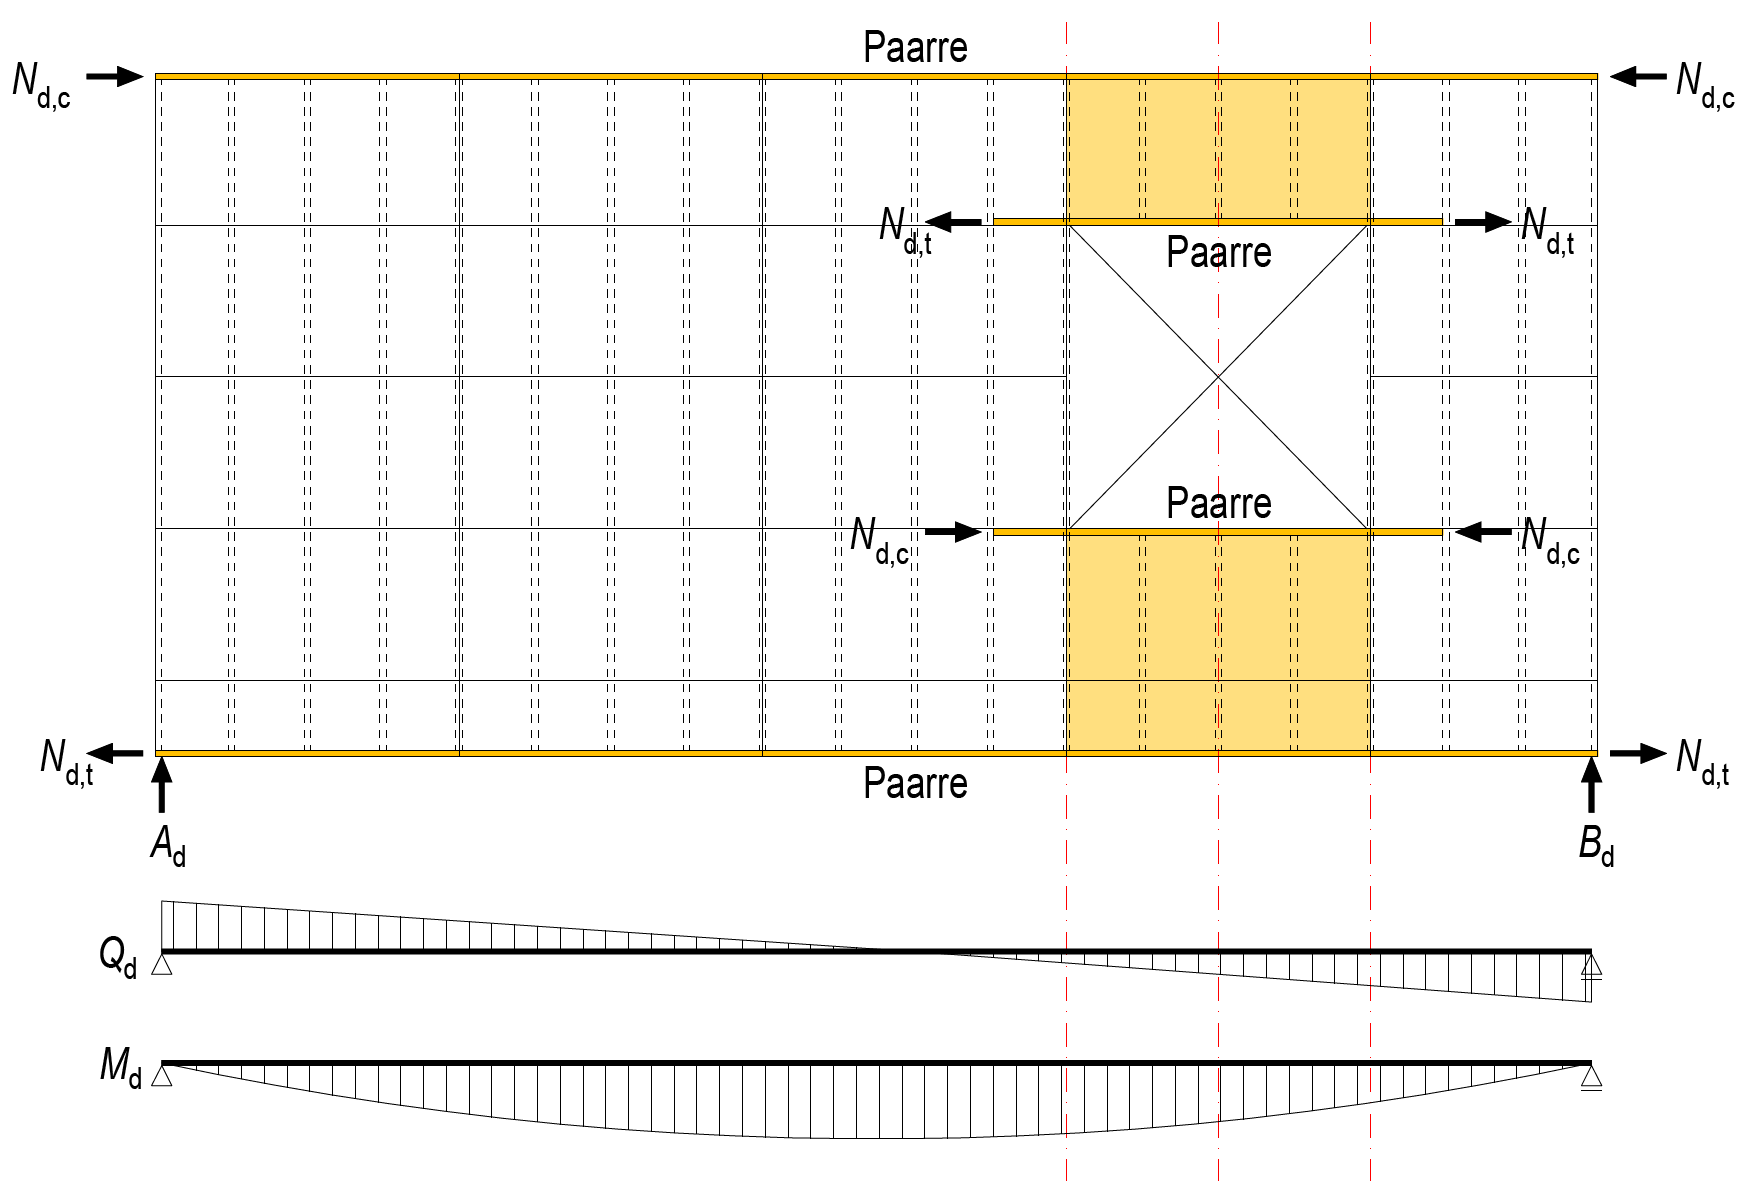 Paarre
N d,c
N d,c
N d,t
N d,t
Paarre
Paarre
N d,c
N d,c
N d,t
N d,t
Paarre
A d
B d
Q d
M d